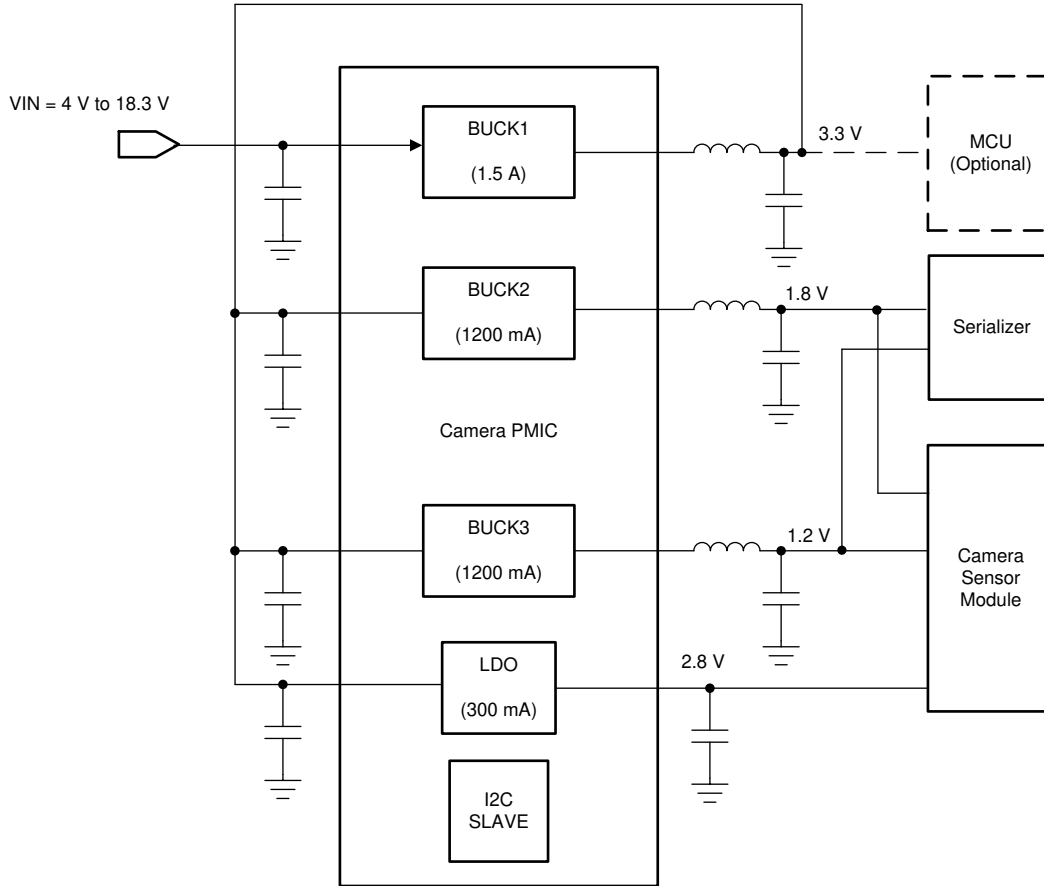 VIN = 4 V to 18.3 V
BUCK1
(1.5 A)
3.3 V
MCU
(Optional)
BUCK2
(1200 mA)
1.8 V
Serializer
Camera PMIC
BUCK3
(1200 mA)
1.2 V
Camera
Sensor
Module
LDO
(300 mA)
2.8 V
I2C
SLAVE